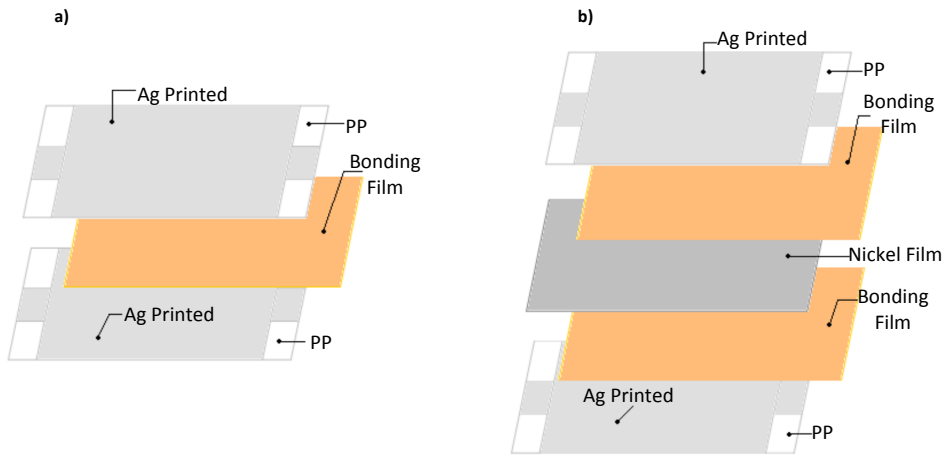 a)
Ag Printed
PP
Bonding
Film
Ag Printed
PP
b)
Ag Printed
PP
Bonding
Film
Nickel Film
Bonding
Film
Ag Printed
PP